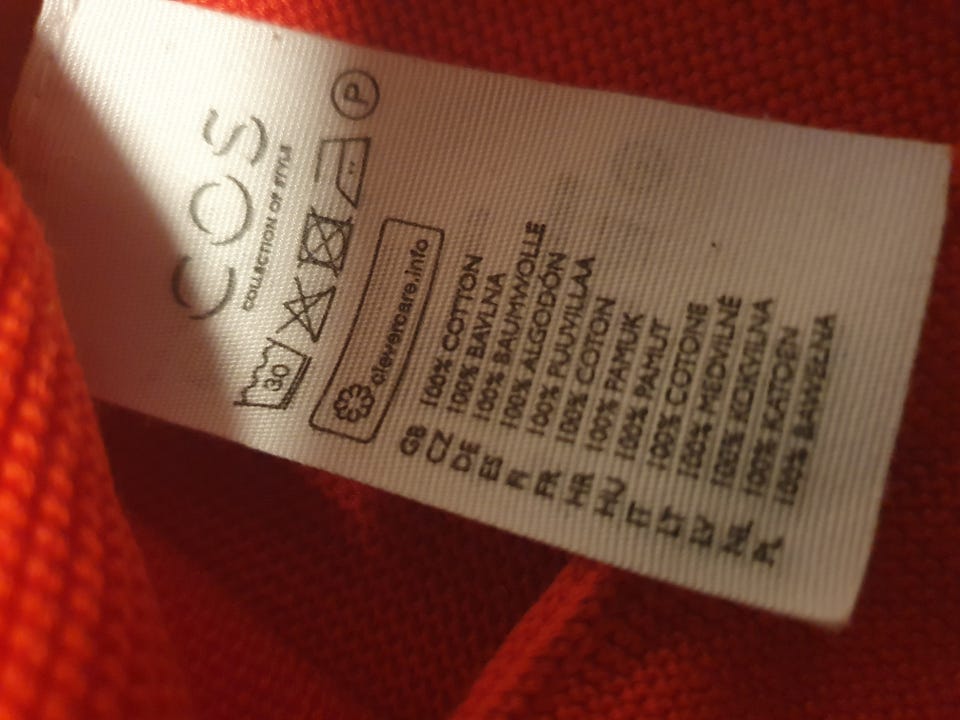 COS
COLLECTION OF STYLE
30 P
clevercare.info
GB 100% COTTON
CZ 100% BAVLNA
DE 100% BAUMWOLLE
ES 100% ALGODÓN
FI 100% PUUVILLAA
FR 100% COTON
HR 100% PAMUK
HU 100% PAMUT
IT 100% COTONE
LT 100% MEDVILNĖ
LV 100% KOKVILNA
NL 100% KATOEN
PL 100% BAWEŁNA